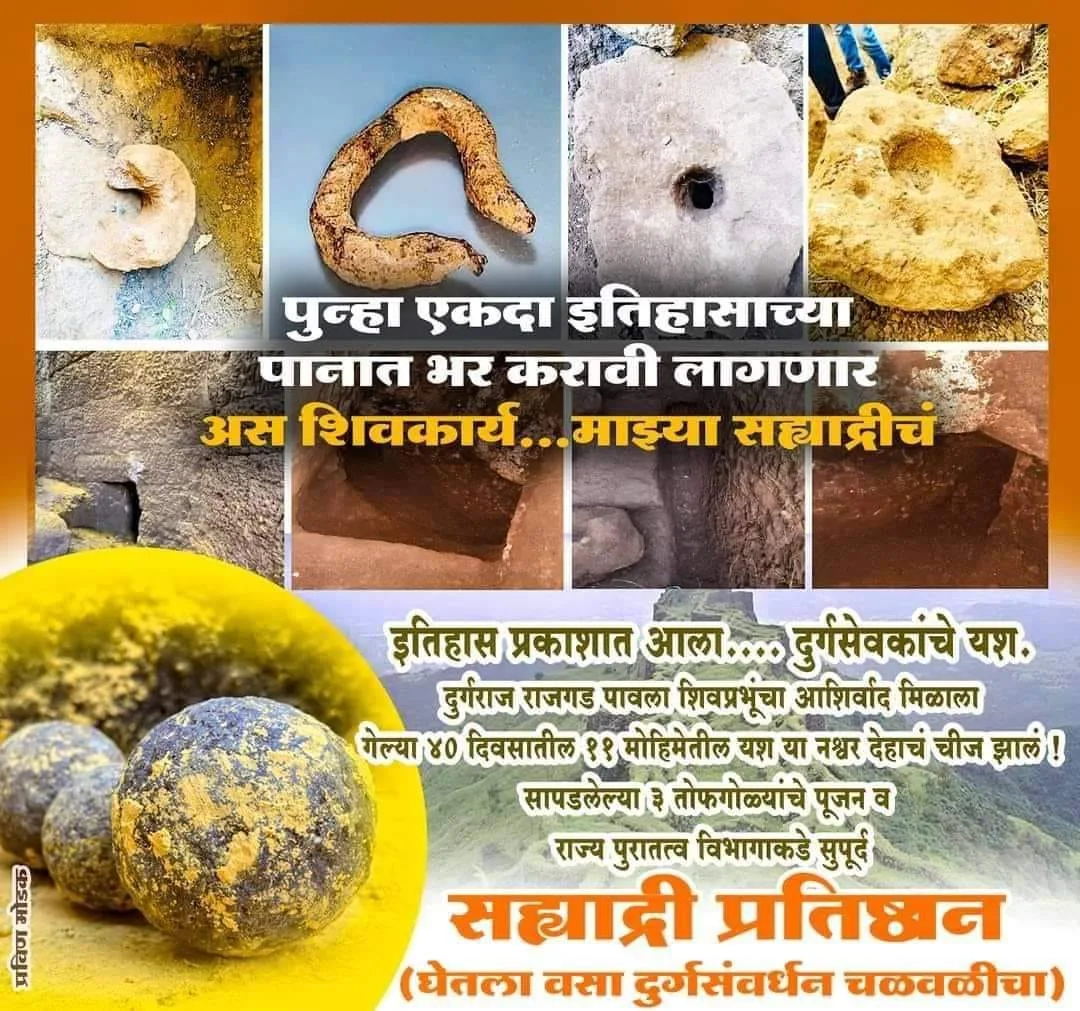 पुन्हा एकदा इतिहासाच्या
पानात भर करावी लागणार
अस शिवकार्य...माझ्या सह्याद्रीचं
इतिहास प्रकाशात आला.... दुर्गसेवकांचे यश.
दुर्गराज राजगड पावला शिवप्रभूंचा आशिर्वाद मिळाला
गेल्या ४० दिवसातील ११ मोहिमेतील यश या नश्वर देहाचं चीज झालं !
सापडलेल्या ३ तोफगोळ्यांचे पूजन व
राज्य पुरातत्व विभागाकडे सुपूर्द
सह्याद्री प्रतिष्ठान
(घेतला वसा दुर्गसंवर्धन चळवळीचा)
प्रविण मोडक